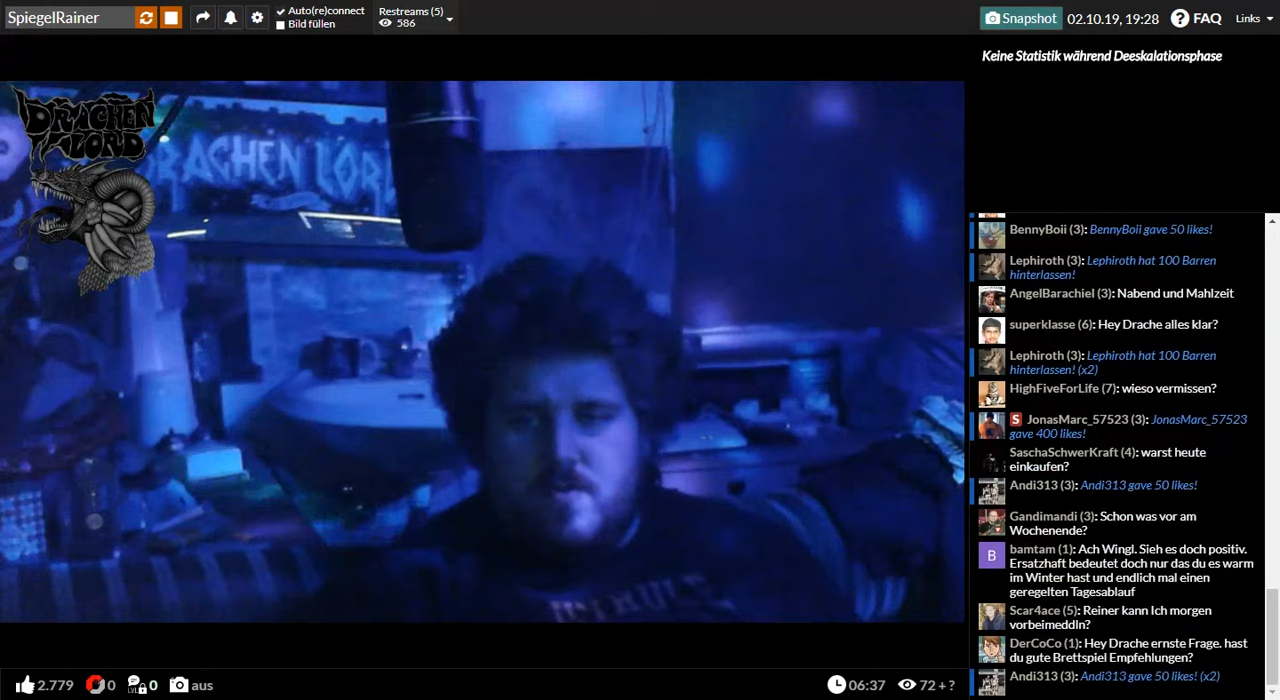 SpiegelRainer
Auto(re)connect
Bild füllen
Restreams (5)
586
Snapshot
02.10.19, 19:28
? FAQ
Links
Keine Statistik während Deeskalationsphase
DRACHEN
LORD
RACHEN LORD
BennyBoii (3): BennyBoii gave 50 likes!
Lephiroth (3): Lephiroth hat 100 Barren
hinterlassen!
AngelBarachiel (3): Nabend und Mahlzeit
superklasse (6): Hey Drache alles klar?
Lephiroth (3): Lephiroth hat 100 Barren
hinterlassen! (x2)
HighFiveForLife (7): wieso vermissen?
S JonasMarc_57523 (3): JonasMarc_57523
gave 400 likes!
SaschaSchwerKraft (4): warst heute
einkaufen?
Andi313 (3): Andi313 gave 50 likes!
Gandimandi (3): Schon was vor am
Wochenende?
B
bamtam (1): Ach Wingl. Sieh es doch positiv.
Ersatzhaft bedeutet doch nur das du es warm
im Winter hast und endlich mal einen
geregelten Tagesablauf
Scar4ace (5): Reiner kann Ich morgen
vorbeimeddln?
DerCoCo (1): Hey Drache ernste Frage. hast
du gute Brettspiel Empfehlungen?
Andi313 (3): Andi313 gave 50 likes! (x2)
2.779
0
LVL
0
aus
06:37
72 + ?